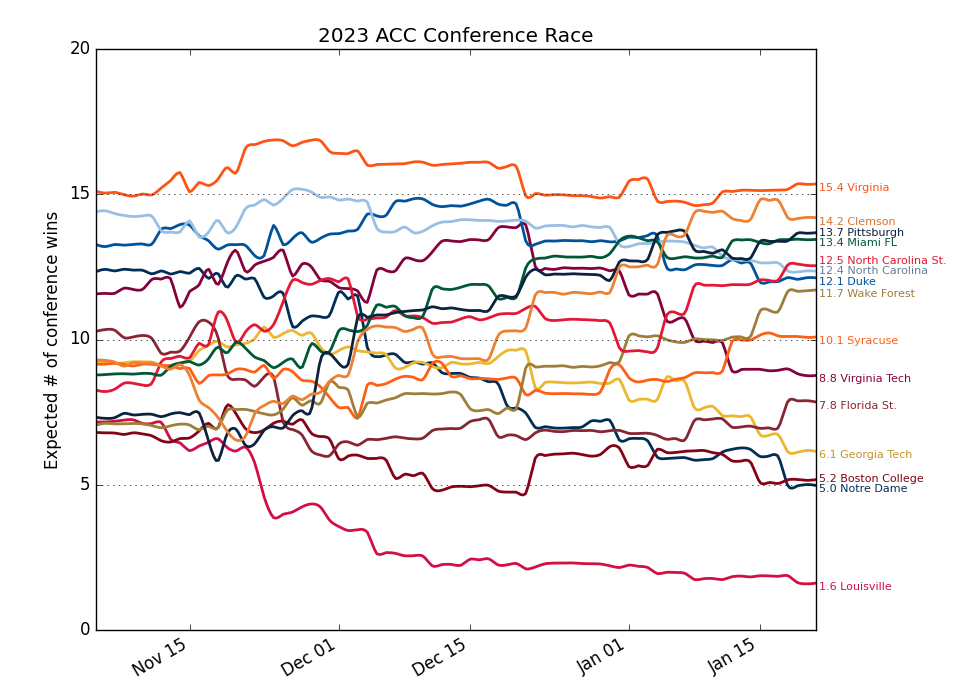 2023 ACC Conference Race
Expected # of conference wins
20
15
10
5
0
Nov 15
Dec 01
Dec 15
Jan 01
Jan 15
15.4 Virginia
14.2 Clemson
13.7 Pittsburgh
13.4 Miami FL
12.5 North Carolina St.
12.4 North Carolina
12.1 Duke
11.7 Wake Forest
10.1 Syracuse
8.8 Virginia Tech
7.8 Florida St.
6.1 Georgia Tech
5.2 Boston College
5.0 Notre Dame
1.6 Louisville